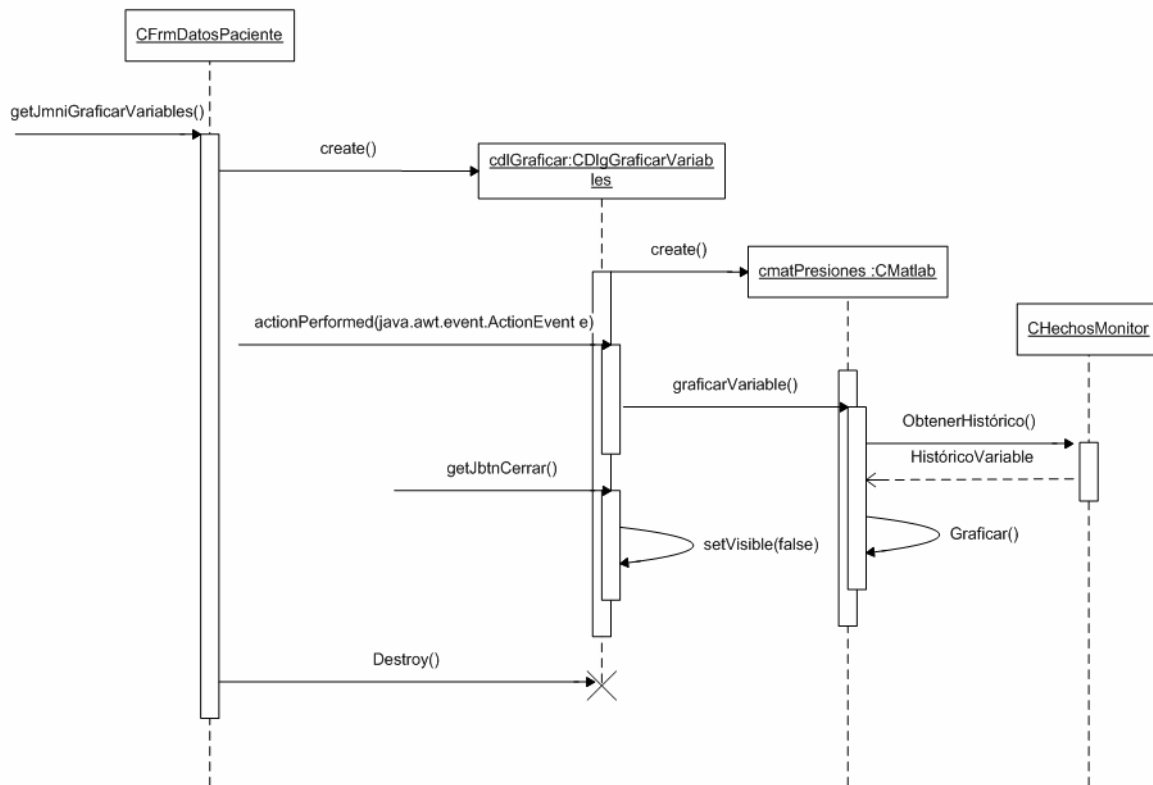 CFrmDatosPaciente
getJmniGraficarVariables()
create()
cdlGraficar:CDlgGraficarVariab
les
create()
cmatPresiones :CMatlab
actionPerformed(java.awt.event.ActionEvent e)
CHechosMonitor
graficarVariable()
ObtenerHistórico()
HistóricoVariable
getJbtnCerrar()
setVisible(false)
Graficar()
Destroy()